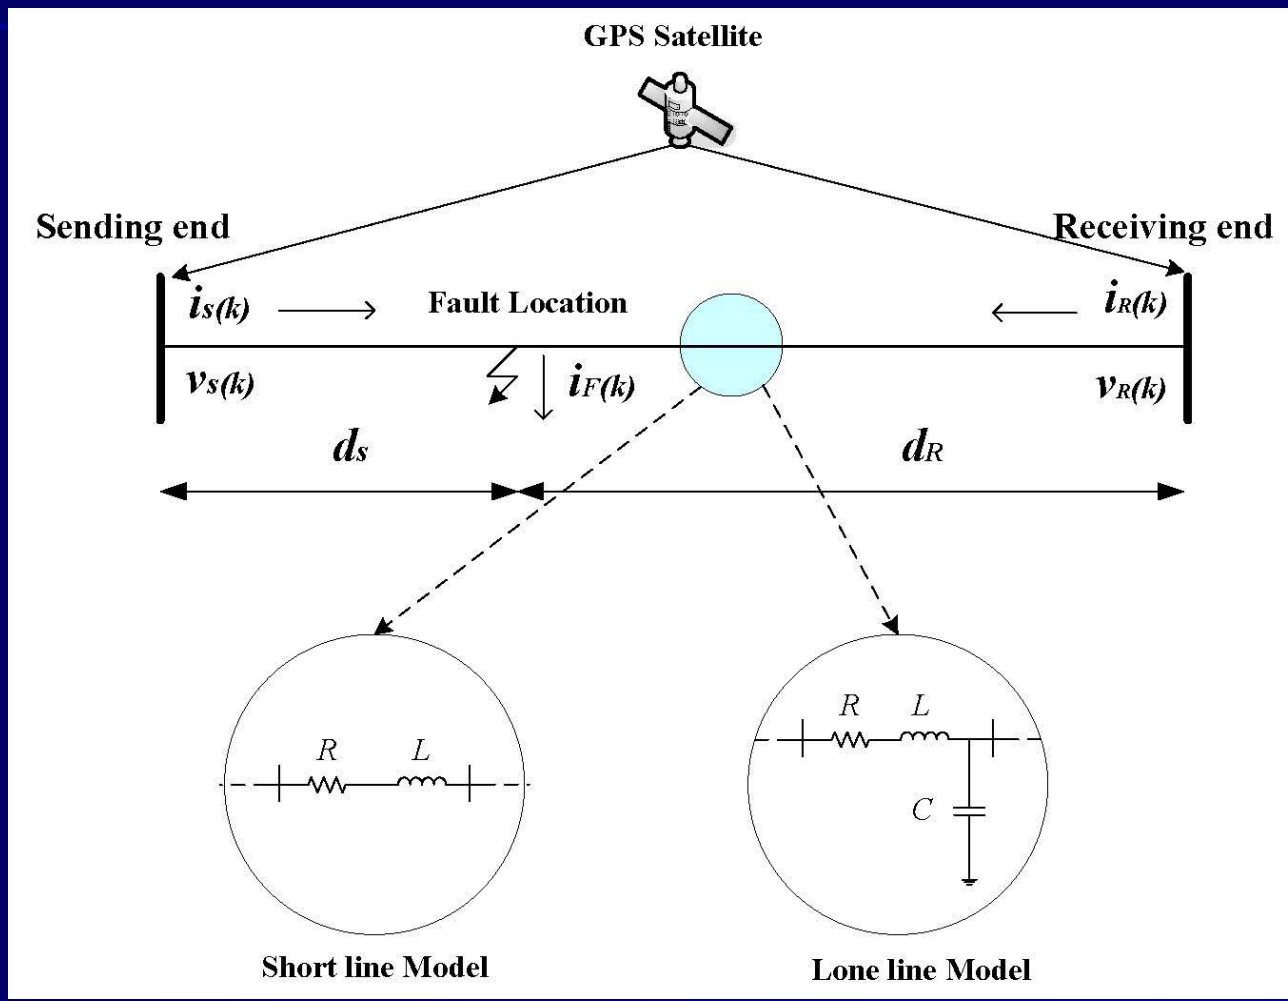 GPS Satellite
Sending end
Receiving end
is(k)
Fault Location
iR(k)
vs(k)
iF(k)
vR(k)
ds
dR
R
L
R
L
C
Short line Model
Lone line Model